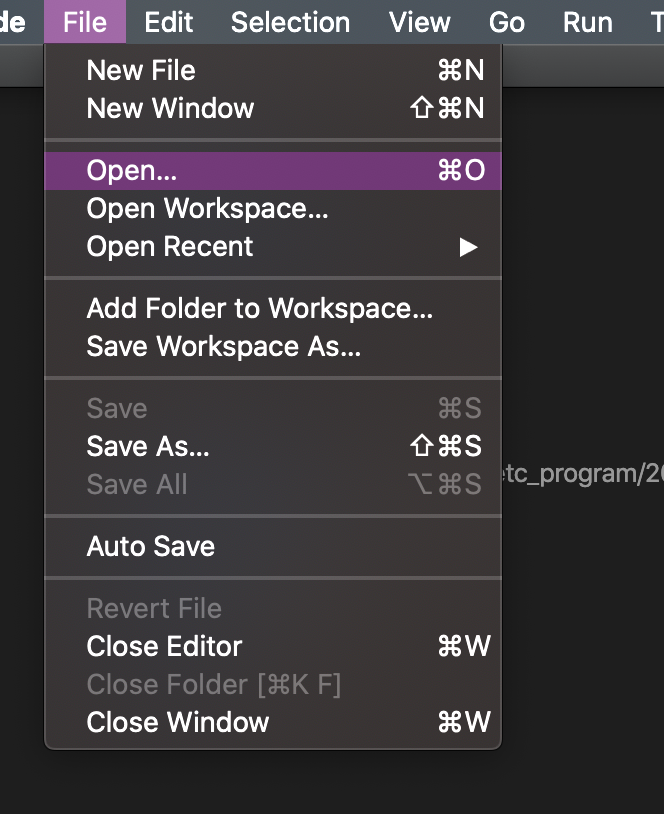 de File Edit Selection View Go Run T
New File ⌘N
New Window ⇧⌘N
Open... ⌘O
Open Workspace...
Open Recent ▶
Add Folder to Workspace...
Save Workspace As...
Save ⌘S
Save As... ⇧⌘S
etc_program/20
Save All ⌥⌘S
Auto Save
Revert File
Close Editor ⌘W
Close Folder [⌘K F]
Close Window ⌘W